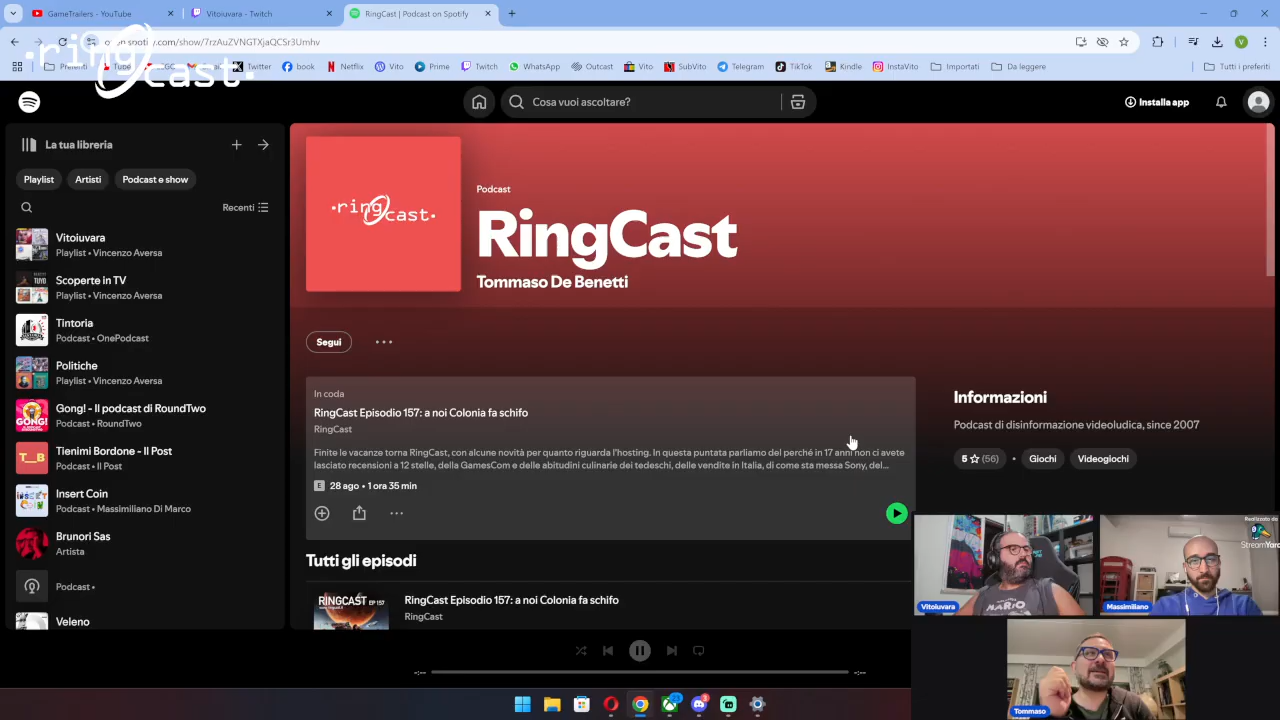 GameTrailers - YouTube
Vitoiuvara - Twitch
RingCast | Podcast on Spotify
open.spotify.com/show/7rzAuZVNGTXjaQCSr3Umhv
Twitter
book
Netflix
Vito
Prime
Twitch
WhatsApp
Outcast
Vito
SubVito
Telegram
TikTok
Kindle
InstaVito
Importati
Da leggere
Tutti i preferiti
·ringcast·
Cosa vuoi ascoltare?
Installa app
La tua libreria
Playlist
Artisti
Podcast e show
Recenti
Vitoiuvara
Playlist • Vincenzo Aversa
Scoperte in TV
Playlist • Vincenzo Aversa
Tintoria
Podcast • OnePodcast
Politiche
Playlist • Vincenzo Aversa
Gong! - Il podcast di RoundTwo
Podcast • RoundTwo
Tienimi Bordone - Il Post
Podcast • Il Post
Insert Coin
Podcast • Massimiliano Di Marco
Brunori Sas
Artista
Podcast •
Veleno
·ringcast·
Podcast
RingCast
Tommaso De Benetti
Segui
In coda
RingCast Episodio 157: a noi Colonia fa schifo
RingCast
Finite le vacanze torna RingCast, con alcune novità per quanto riguarda l'hosting. In questa puntata parliamo del perché in 17 anni non ci avete
lasciato recensioni a 12 stelle, della GamesCom e delle abitudini culinarie dei tedeschi, delle vendite in Italia, di come sta messa Sony, del...
E 28 ago • 1 ora 35 min
Informazioni
Podcast di disinformazione videoludica, since 2007
5 ☆ (56) • Giochi Videogiochi
Tutti gli episodi
RINGCAST EP 157
RingCast Episodio 157: a noi Colonia fa schifo
RingCast
-:--
-:--
Realizzato da
StreamYard
MARIO
Vitoiuvara
Massimiliano
Tommaso